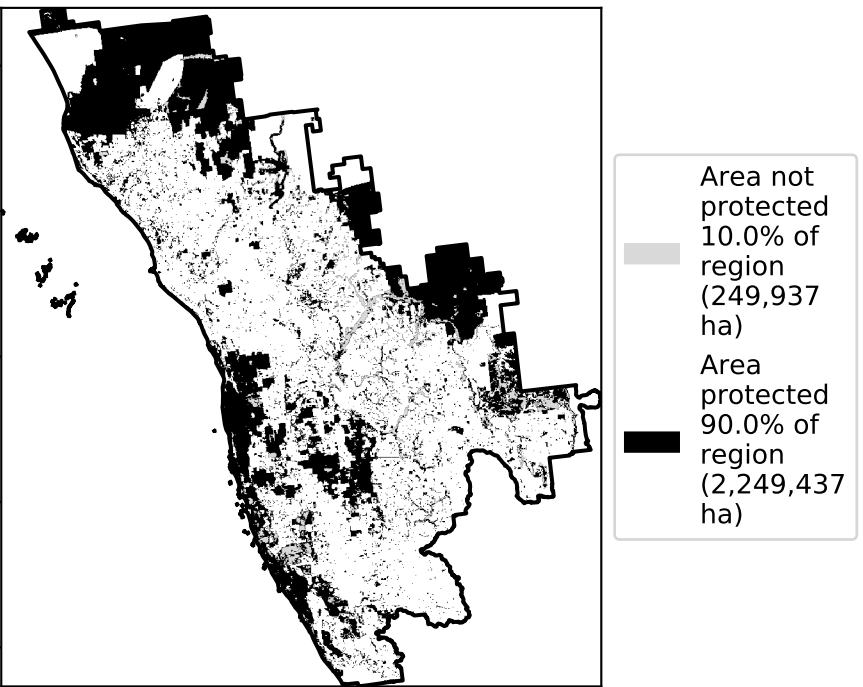 Area not
protected
10.0% of
region
(249,937
ha)
Area
protected
90.0% of
region
(2,249,437
ha)